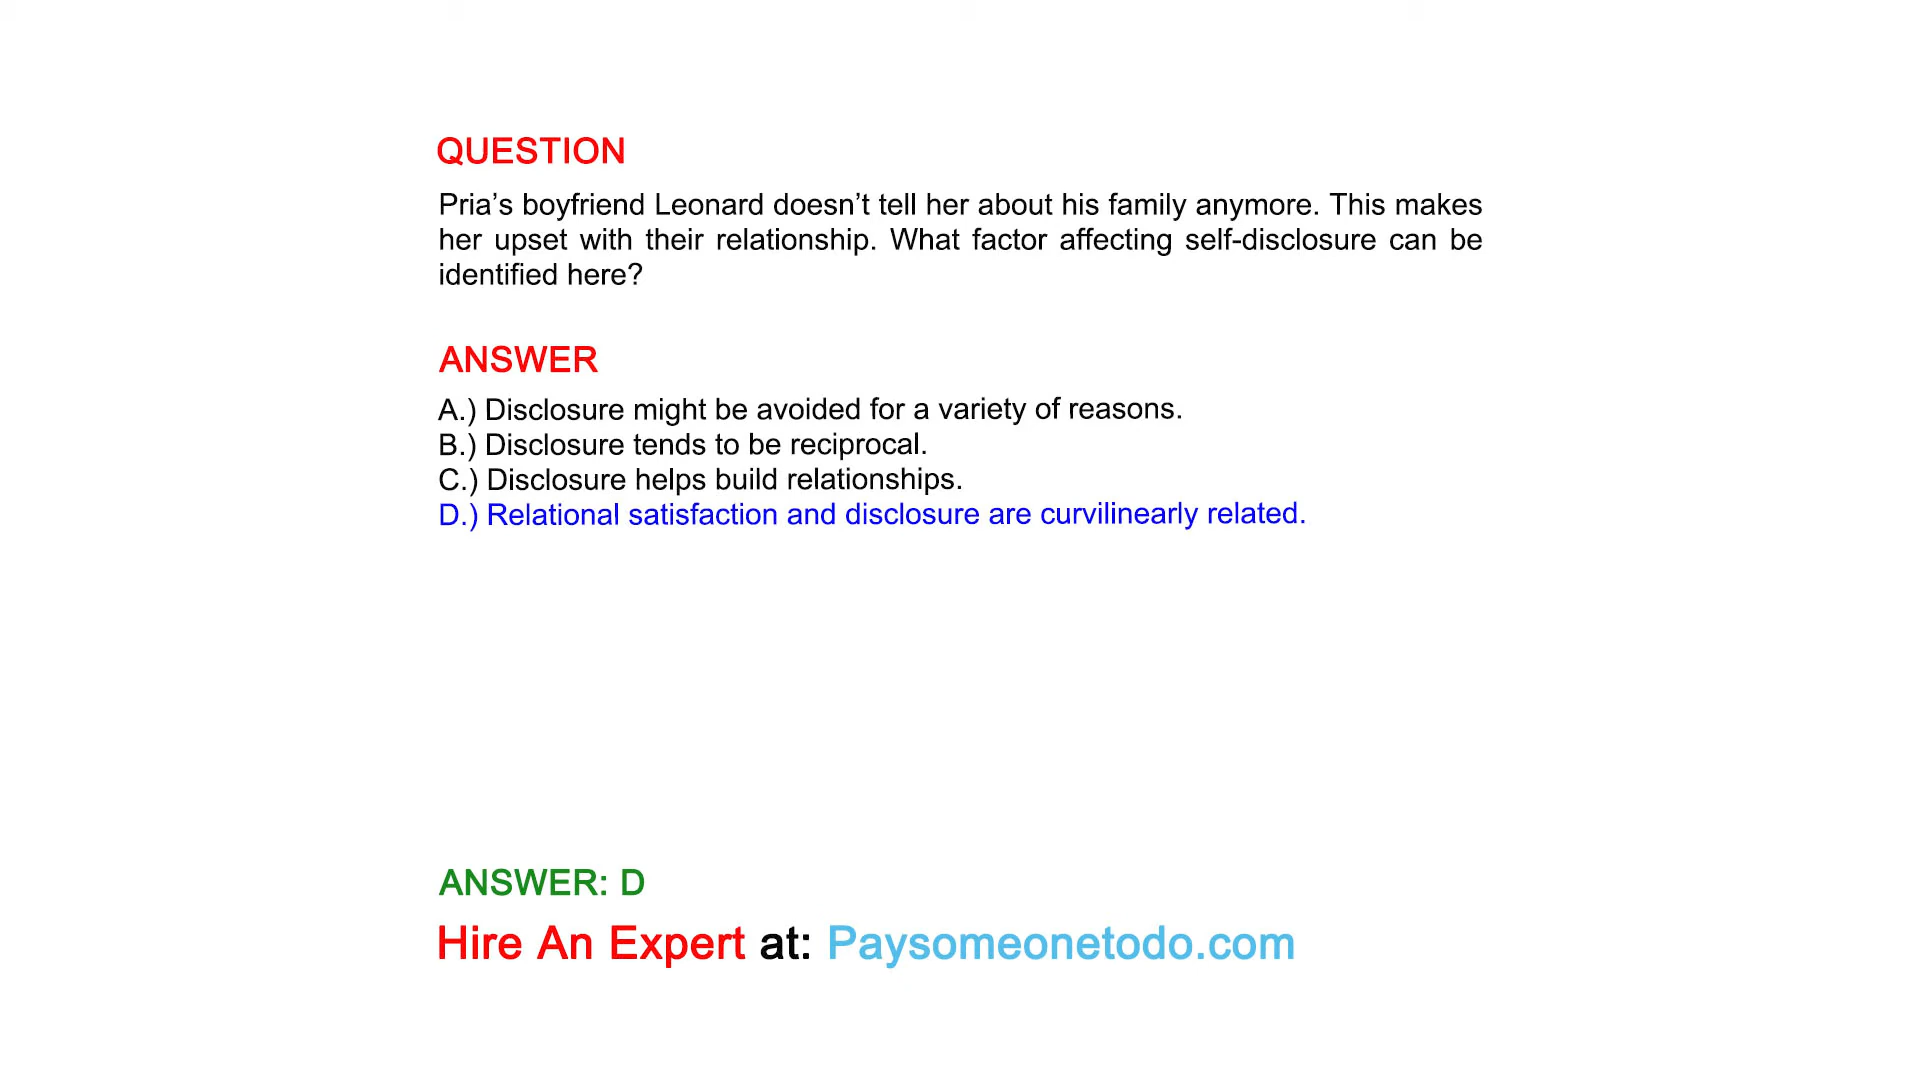 QUESTION
Pria’s boyfriend Leonard doesn’t tell her about his family anymore. This makes
her upset with their relationship. What factor affecting self-disclosure can be
identified here?
ANSWER
A.) Disclosure might be avoided for a variety of reasons.
B.) Disclosure tends to be reciprocal.
C.) Disclosure helps build relationships.
D.) Relational satisfaction and disclosure are curvilinearly related.
ANSWER: D
Hire An Expert at: Paysomeonetodo.com